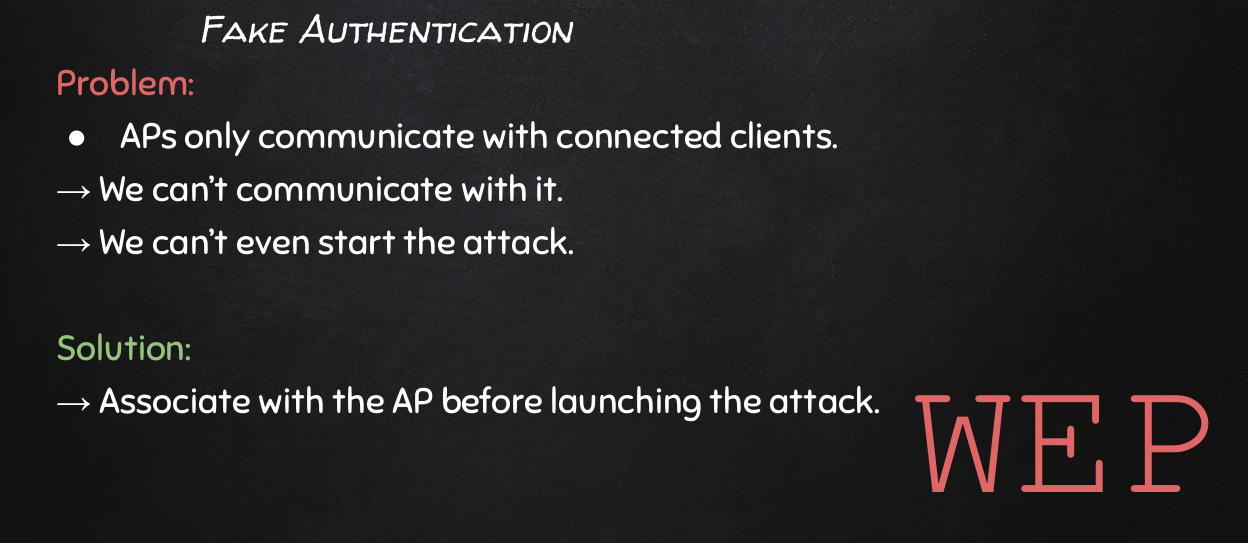 Fake Authentication
Problem:
● APs only communicate with connected clients.
→ We can't communicate with it.
→ We can't even start the attack.
Solution:
→ Associate with the AP before launching the attack.
WEP